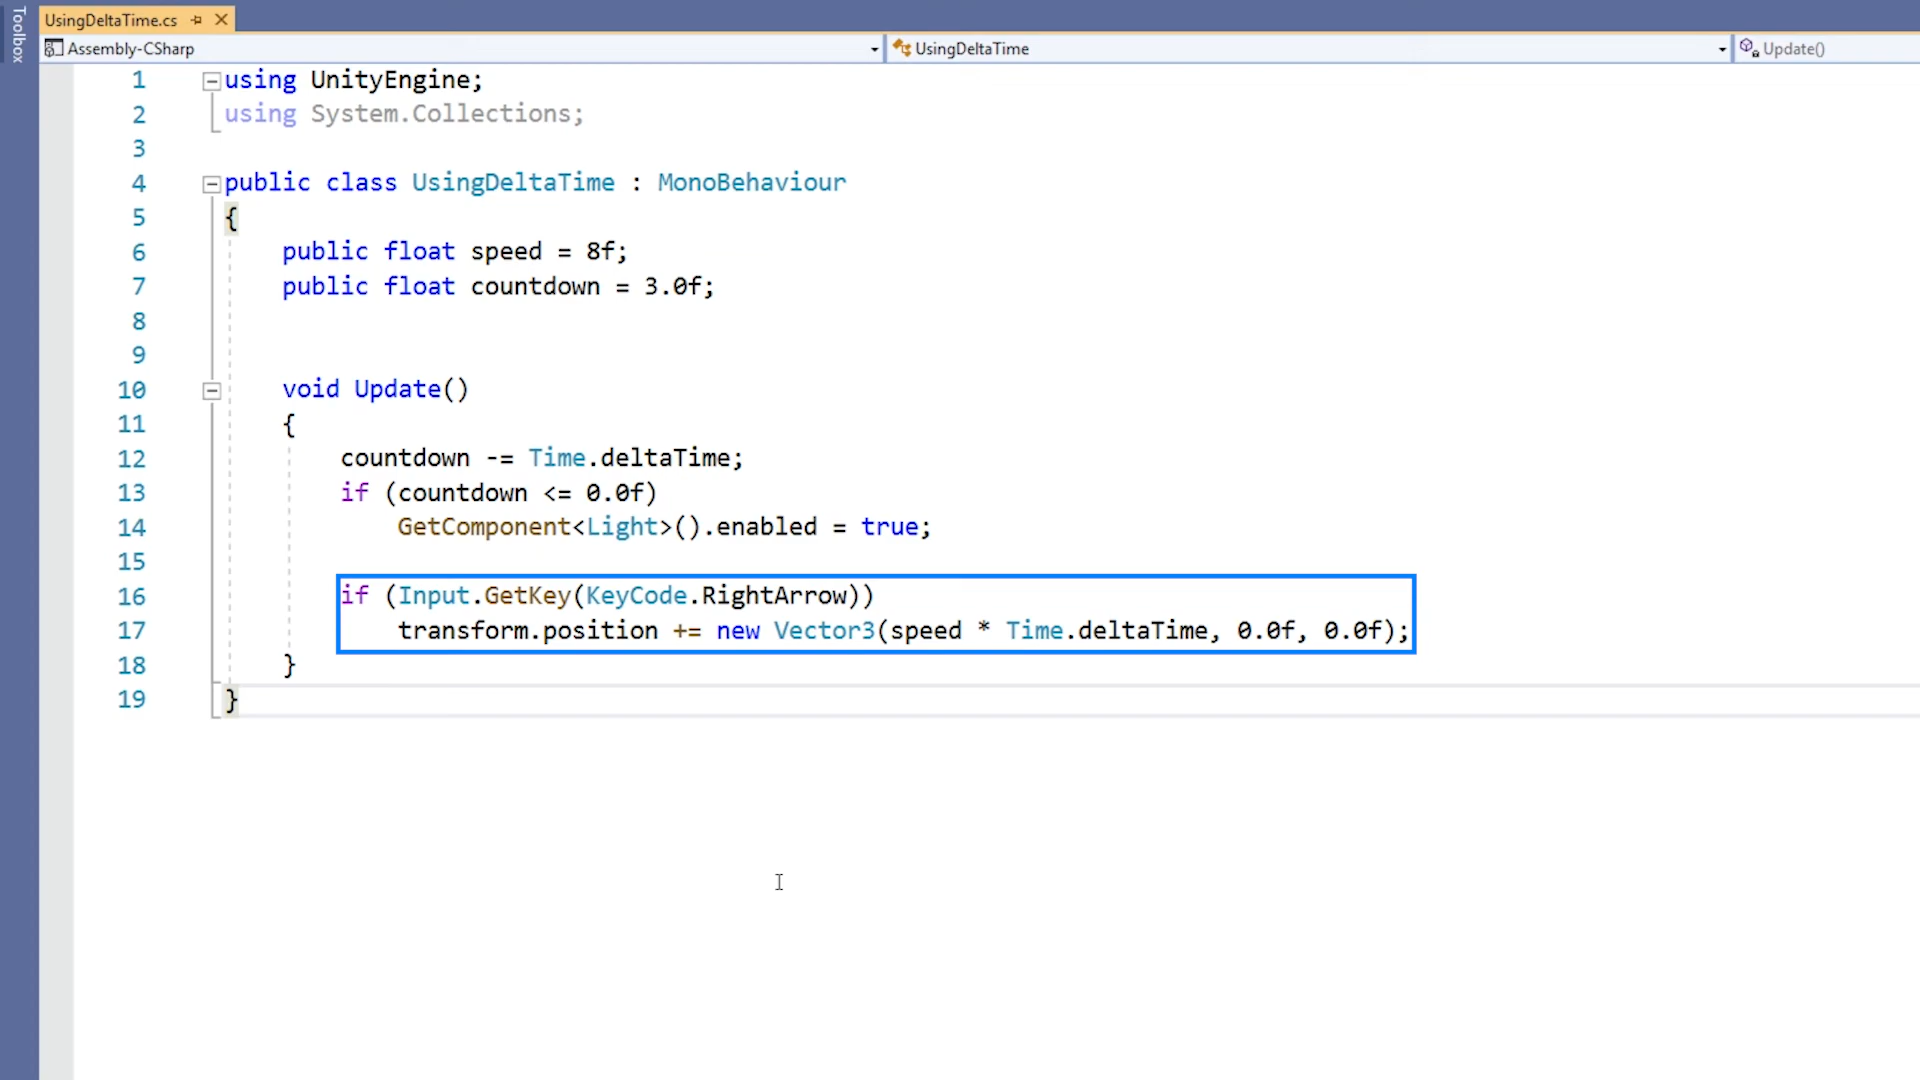 Toolbox
UsingDeltaTime.cs
Assembly-CSharp
UsingDeltaTime
Update()
1 using UnityEngine;
2 using System.Collections;
3
4 public class UsingDeltaTime : MonoBehaviour
5 {
6 public float speed = 8f;
7 public float countdown = 3.0f;
8
9
10 void Update()
11 {
12 countdown -= Time.deltaTime;
13 if (countdown <= 0.0f)
14 GetComponent<Light>().enabled = true;
15
16 if (Input.GetKey(KeyCode.RightArrow))
17 transform.position += new Vector3(speed * Time.deltaTime, 0.0f, 0.0f);
18 }
19 }